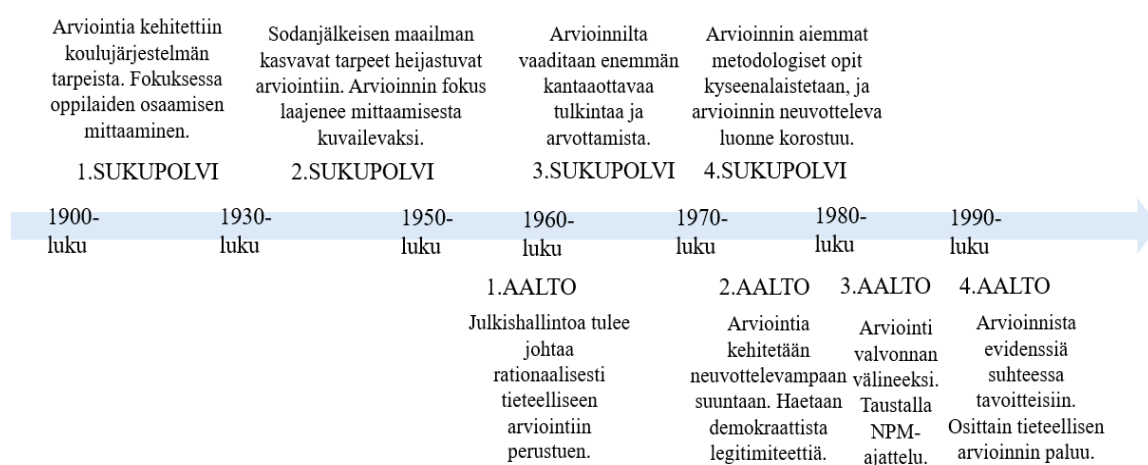 Arviointia kehitettiin
koulujärjestelmän
tarpeista. Fokuksessa
oppilaiden osaamisen
mittaaminen.
Sodanjälkeisen maailman
kasvavat tarpeet heijastuvat
arviointiin. Arvioinnin fokus
laajenee mittaamisesta
kuvailevaksi.
Arvioinnilta
vaaditaan enemmän
kantaaottavaa
tulkintaa ja
arvottamista.
Arvioinnin aiemmat
metodologiset opit
kyseenalaistetaan, ja
arvioinnin neuvotteleva
luonne korostuu.
1.SUKUPOLVI
2.SUKUPOLVI
3.SUKUPOLVI
4.SUKUPOLVI
1900-
luku
1930-
luku
1950-
luku
1960-
luku
1970-
luku
1980-
luku
1990-
luku
1.AALTO
2.AALTO
3.AALTO
4.AALTO
Julkishallintoa tulee
johtaa
rationaalisesti
tieteelliseen
arviointiin
perustuen.
Arviointia
kehitetään
neuvottelevampaan
suuntaan. Haetaan
demokraattista
legitimiteettiä.
Arviointi
valvonnan
välineeksi.
Taustalla
NPM-
ajattelu.
Arvioinnista
evidenssiä
suhteessa
tavoitteisiin.
Osittain tieteellisen
arvioinnin paluu.